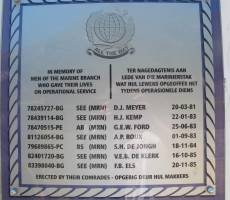 IN MEMORY OF
MEN OF THE MARINE BRANCH
WHO GAVE THEIR LIVES
ON OPERATIONAL SERVICE
TER NAGEDAGTENIS AAN
LEDE VAN DIE MARINIERSTAK
WAT HUL LEWENS OPGEOFFER HET
TYDENS OPERASIONELE DIENS
78245727-BG SEE (MRN) D.J. MEYER 20-03-81
78439114-BG SEE (MRN) H.J. KEMP 22-01-83
78470515-PE AB (MRN) G.E.W. FORD 25-06-83
81126954-BG SEE (MRN) A.P. ROUX 01-09-83
79689865-PC RS (MRN) S.H. DE JONGH 18-11-84
82401720-BG SEE (MRN) V.E.B. DE KLERK 16-10-85
83398040-BG SEE (MRN) F.B. ELS 20-11-85
ERECTED BY THEIR COMRADES - OPGERIG DEUR HUL MAKKERS